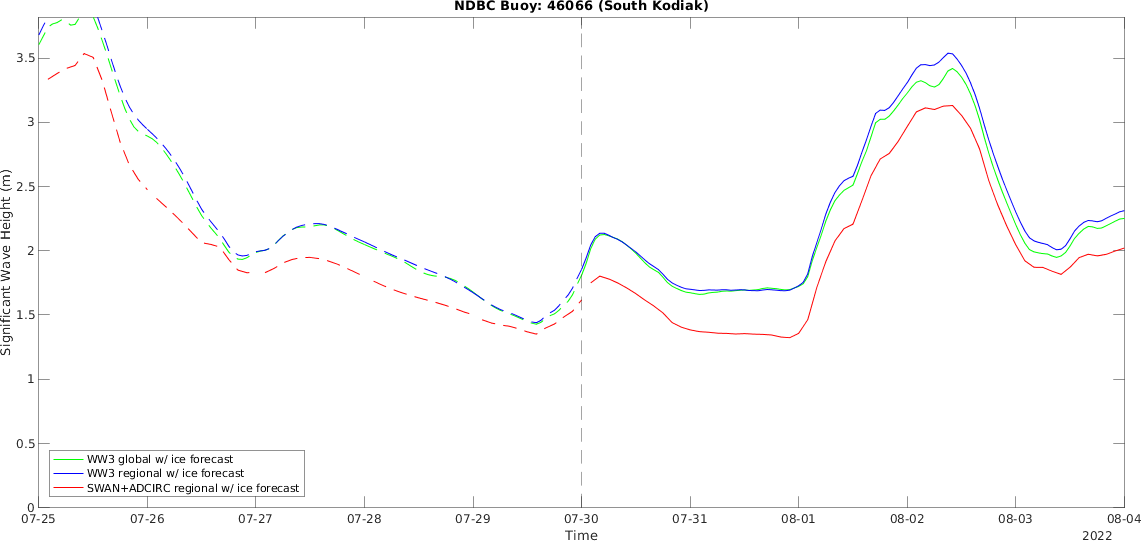 NDBC Buoy: 46066 (South Kodiak)
3.5
3
2.5
2
1.5
1
0.5
0
Significant Wave Height (m)
WW3 global w/ ice forecast
WW3 regional w/ ice forecast
SWAN+ADCIRC regional w/ ice forecast
07-25 07-26 07-27 07-28 07-29 07-30 07-31 08-01 08-02 08-03 08-04
Time
2022